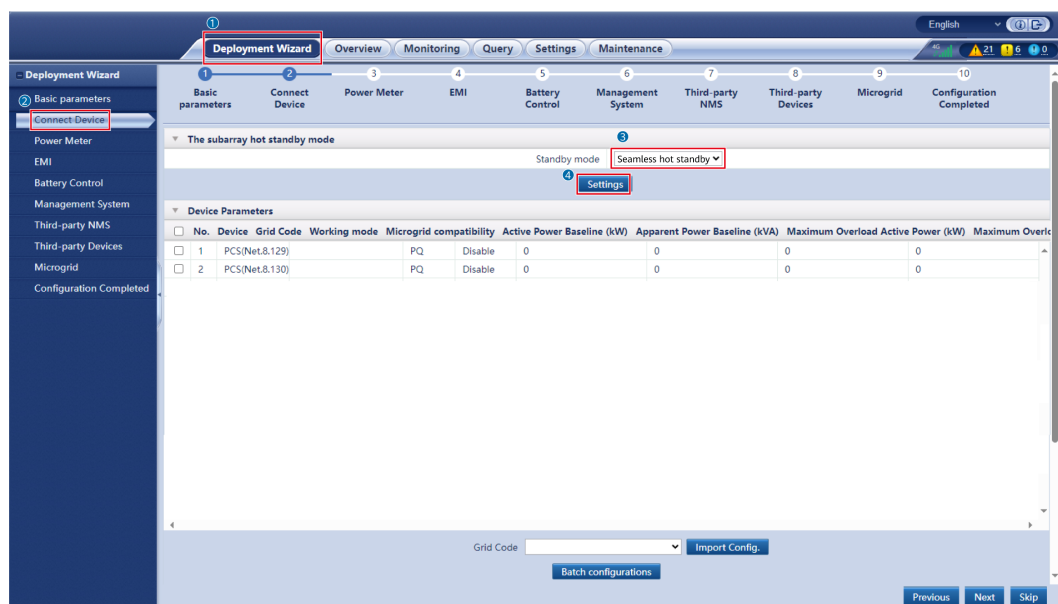 1
English
Deployment Wizard Overview Monitoring Query Settings Maintenance
4G 21 6 0
Deployment Wizard
2 Basic parameters
Connect Device
Power Meter
EMI
Battery Control
Management System
Third-party NMS
Third-party Devices
Microgrid
Configuration Completed
1 2 3 4 5 6 7 8 9 10
Basic parameters
Connect Device
Power Meter
EMI
Battery Control
Management System
Third-party NMS
Third-party Devices
Microgrid
Configuration Completed
The subarray hot standby mode
3
Standby mode Seamless hot standby
4 Settings
Device Parameters
No. Device Grid Code Working mode Microgrid compatibility Active Power Baseline (kW) Apparent Power Baseline (kVA) Maximum Overload Active Power (kW) Maximum Overlo
1 PCS(Net.8.129) PQ Disable 0 0 0 0
2 PCS(Net.8.130) PQ Disable 0 0 0 0
Grid Code Import Config.
Batch configurations
Previous Next Skip